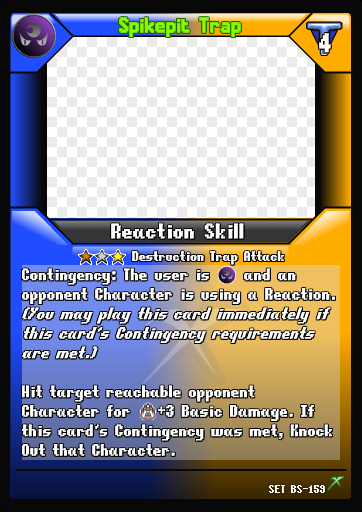 Spikepit Trap
4
Reaction Skill
Destruction Trap Attack
Contingency: The user is and an
opponent Character is using a Reaction.
(You may play this card immediately if
this card's Contingency requirements
are met.)
Hit target reachable opponent
Character for +3 Basic Damage. If
this card's Contingency was met, Knock
Out that Character.
SET BS-159